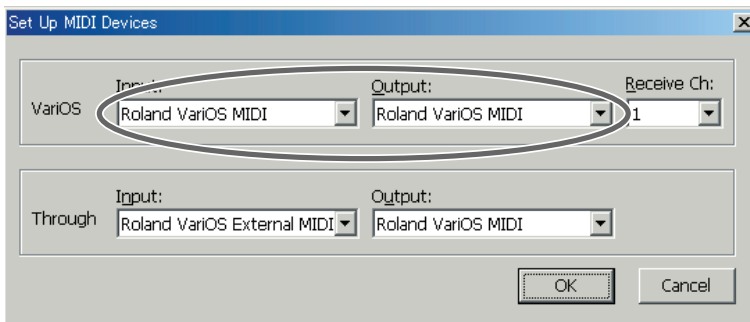 Set Up MIDI Devices
Input: Output: Receive Ch:
VariOS Roland VariOS MIDI Roland VariOS MIDI 1
Input: Output:
Through Roland VariOS External MIDI Roland VariOS MIDI
OK Cancel